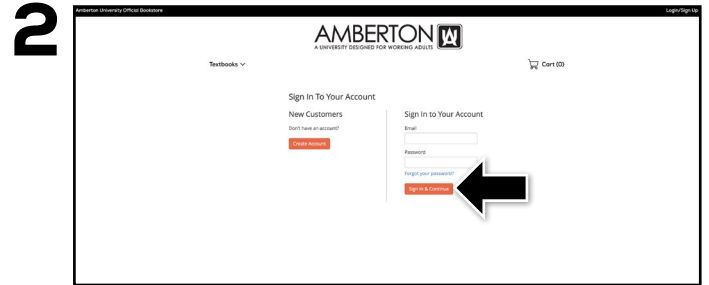 2
Amberton University Official Bookstore
Login/Sign Up
AMBERTON
A UNIVERSITY DESIGNED FOR WORKING ADULTS
Textbooks
Cart (0)
Sign In To Your Account
New Customers
Don't have an account?
Create Account
Sign In to Your Account
Email
Password
Forgot your password?
Sign In & Continue